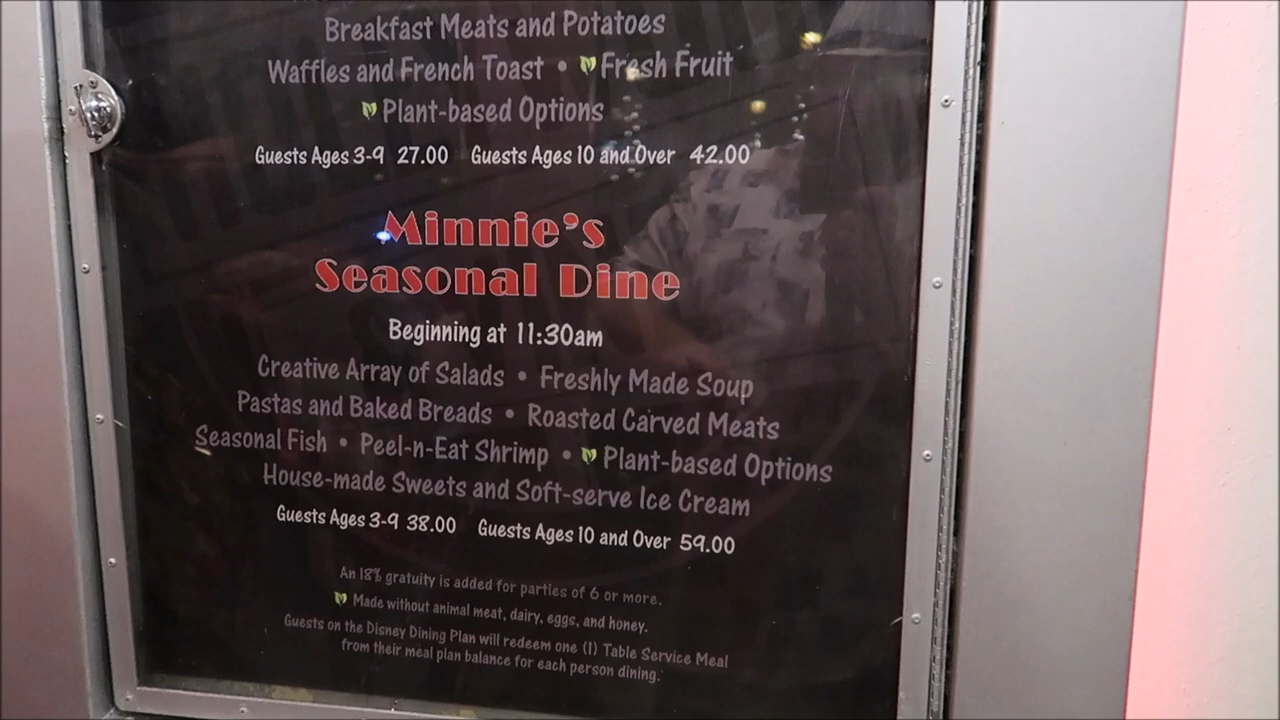 Breakfast Meats and Potatoes
Waffles and French Toast • Fresh Fruit
Plant-based Options
Guests Ages 3-9 27.00 Guests Ages 10 and Over 42.00
Minnie's
Seasonal Dine
Beginning at 11:30am
Creative Array of Salads • Freshly Made Soup
Pastas and Baked Breads • Roasted Carved Meats
Seasonal Fish • Peel-n-Eat Shrimp • Plant-based Options
House-made Sweets and Soft-serve Ice Cream
Guests Ages 3-9 38.00 Guests Ages 10 and Over 59.00
An 18% gratuity is added for parties of 6 or more.
Made without animal meat, dairy, eggs, and honey.
Guests on the Disney Dining Plan will redeem one (1) Table Service Meal
from their meal plan balance for each person dining.